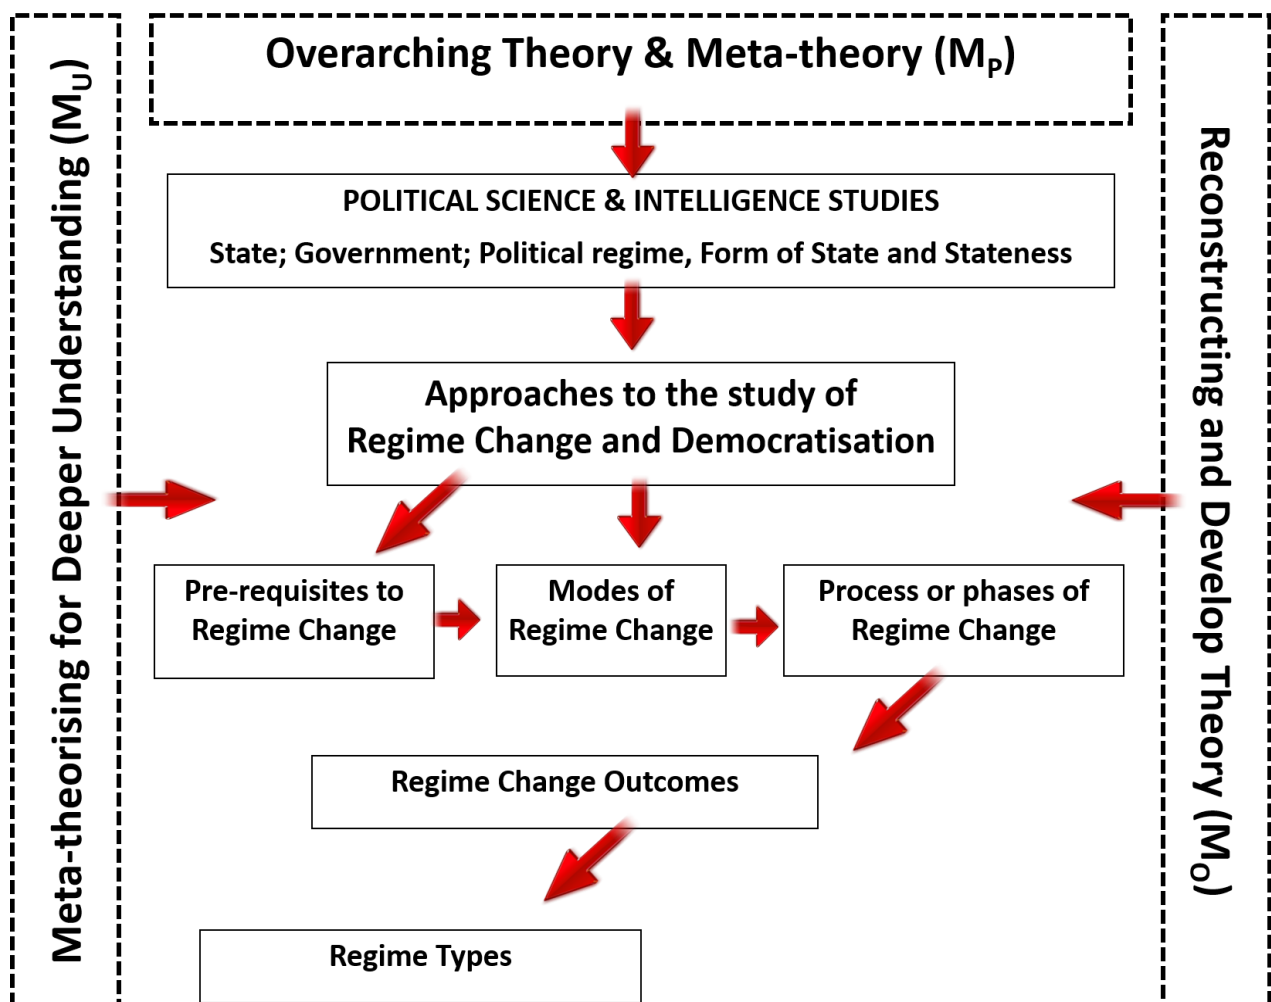 Overarching Theory & Meta-theory (MP)
Meta-theorising for Deeper Understanding (MU)
Reconstructing and Develop Theory (MO)
POLITICAL SCIENCE & INTELLIGENCE STUDIES
State; Government; Political regime, Form of State and Stateness
Approaches to the study of
Regime Change and Democratisation
Pre-requisites to
Regime Change
Modes of
Regime Change
Process or phases of
Regime Change
Regime Change Outcomes
Regime Types